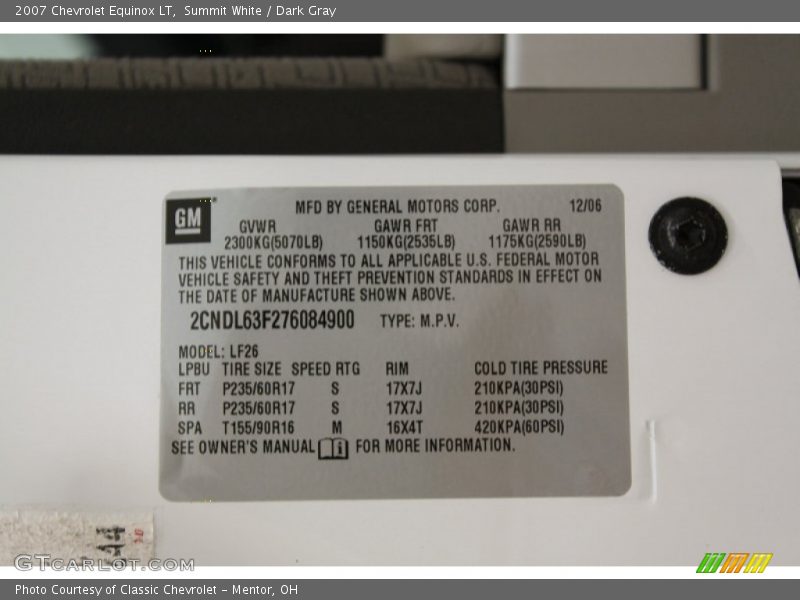 2007 Chevrolet Equinox LT, Summit White / Dark Gray
GM
MFD BY GENERAL MOTORS CORP. 12/06
GVWR GAWR FRT GAWR RR
2300KG(5070LB) 1150KG(2535LB) 1175KG(2590LB)
THIS VEHICLE CONFORMS TO ALL APPLICABLE U.S. FEDERAL MOTOR
VEHICLE SAFETY AND THEFT PREVENTION STANDARDS IN EFFECT ON
THE DATE OF MANUFACTURE SHOWN ABOVE.
2CNDL63F276084900 TYPE: M.P.V.
MODEL: LF26
LPBU TIRE SIZE SPEED RTG RIM COLD TIRE PRESSURE
FRT P235/60R17 S 17X7J 210KPA(30PSI)
RR P235/60R17 S 17X7J 210KPA(30PSI)
SPA T155/90R16 M 16X4T 420KPA(60PSI)
SEE OWNER'S MANUAL i FOR MORE INFORMATION.
GTCARLOT.COM
Photo Courtesy of Classic Chevrolet - Mentor, OH